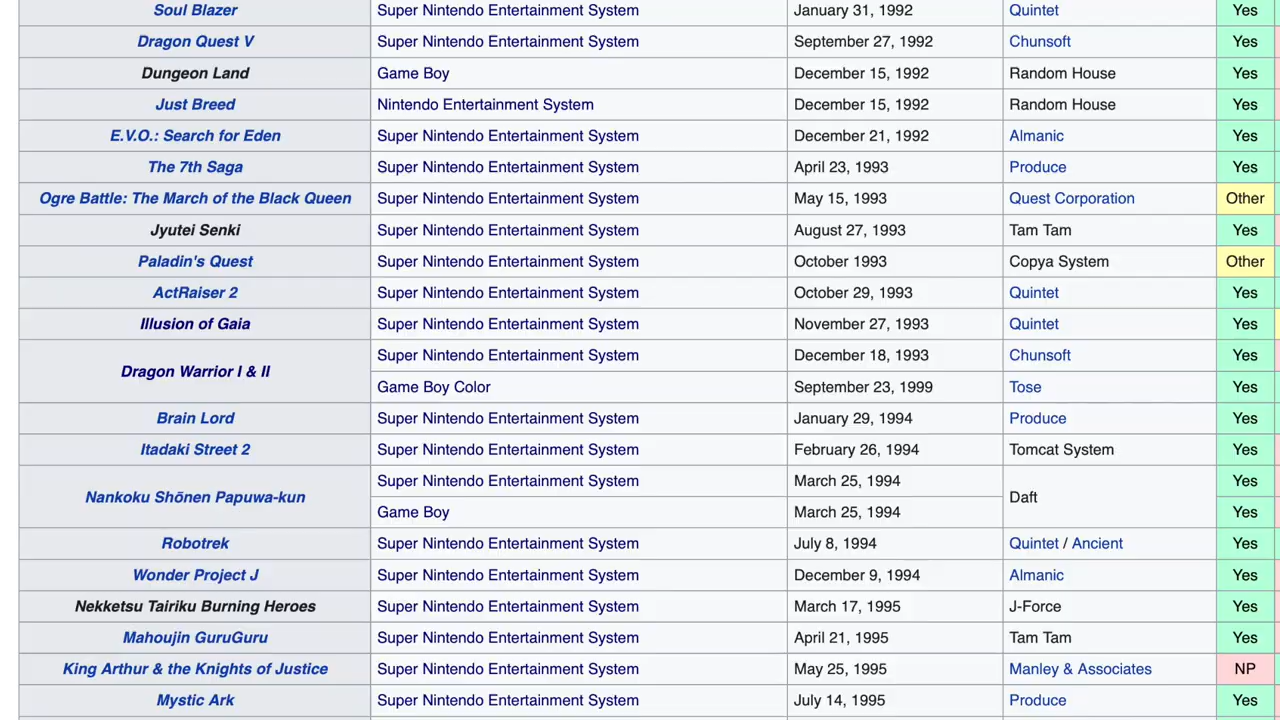 Soul Blazer Super Nintendo Entertainment System January 31, 1992 Quintet Yes
Dragon Quest V Super Nintendo Entertainment System September 27, 1992 Chunsoft Yes
Dungeon Land Game Boy December 15, 1992 Random House Yes
Just Breed Nintendo Entertainment System December 15, 1992 Random House Yes
E.V.O.: Search for Eden Super Nintendo Entertainment System December 21, 1992 Almanic Yes
The 7th Saga Super Nintendo Entertainment System April 23, 1993 Produce Yes
Ogre Battle: The March of the Black Queen Super Nintendo Entertainment System May 15, 1993 Quest Corporation Other
Jyutei Senki Super Nintendo Entertainment System August 27, 1993 Tam Tam Yes
Paladin's Quest Super Nintendo Entertainment System October 1993 Copya System Other
ActRaiser 2 Super Nintendo Entertainment System October 29, 1993 Quintet Yes
Illusion of Gaia Super Nintendo Entertainment System November 27, 1993 Quintet Yes
Dragon Warrior I & II Super Nintendo Entertainment System December 18, 1993 Chunsoft Yes
Game Boy Color September 23, 1999 Tose Yes
Brain Lord Super Nintendo Entertainment System January 29, 1994 Produce Yes
Itadaki Street 2 Super Nintendo Entertainment System February 26, 1994 Tomcat System Yes
Nankoku Shōnen Papuwa-kun Super Nintendo Entertainment System March 25, 1994 Daft Yes
Game Boy March 25, 1994 Yes
Robotrek Super Nintendo Entertainment System July 8, 1994 Quintet / Ancient Yes
Wonder Project J Super Nintendo Entertainment System December 9, 1994 Almanic Yes
Nekketsu Tairiku Burning Heroes Super Nintendo Entertainment System March 17, 1995 J-Force Yes
Mahoujin GuruGuru Super Nintendo Entertainment System April 21, 1995 Tam Tam Yes
King Arthur & the Knights of Justice Super Nintendo Entertainment System May 25, 1995 Manley & Associates NP
Mystic Ark Super Nintendo Entertainment System July 14, 1995 Produce Yes